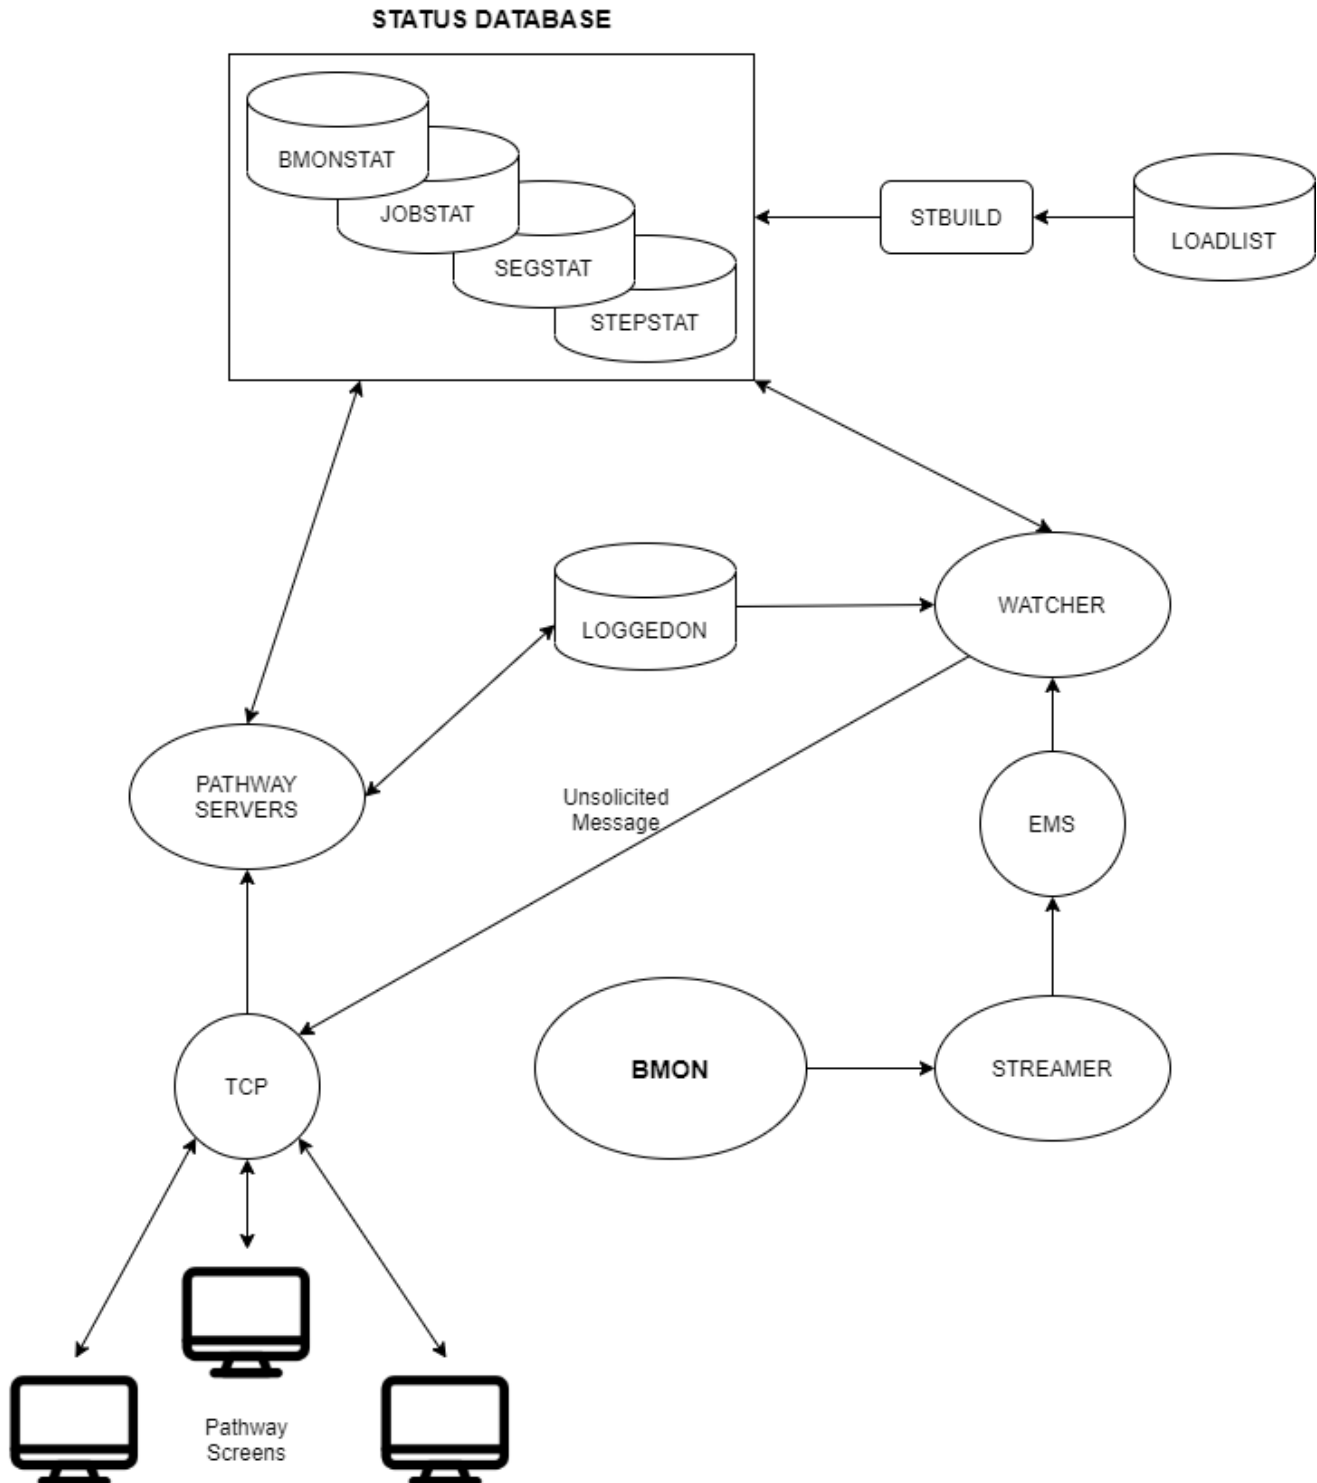 STATUS DATABASE
BMONSTAT
JOBSTAT
SEGSTAT
STEPSTAT
STBUILD
LOADLIST
LOGGEDON
WATCHER
PATHWAY
SERVERS
Unsolicited
Message
EMS
TCP
BMON
STREAMER
Pathway
Screens